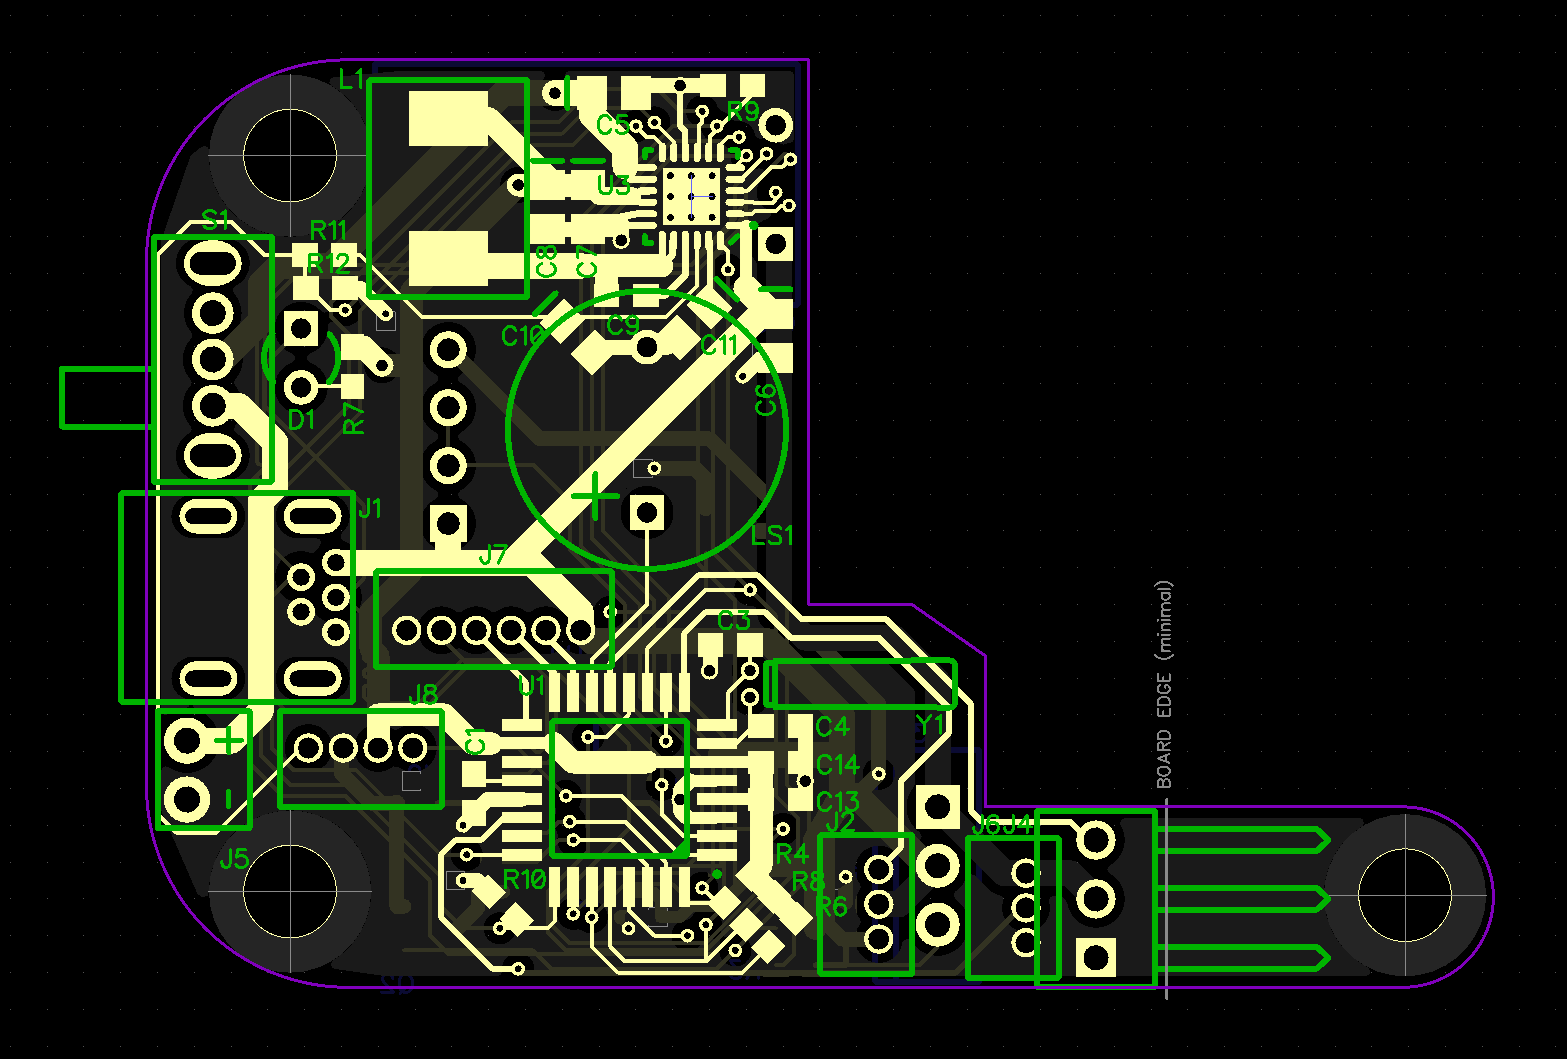 L1
R9
C5
U3
S1
R11
R12
C8
C7
C10
C9
C11
C6
D1
R7
+
J1
LS1
J7
BOARD EDGE (minimal)
C3
U1
J8
Y1
C4
+
C1
C14
C13
J2
J6
J4
J5
R4
R10
R8
R6